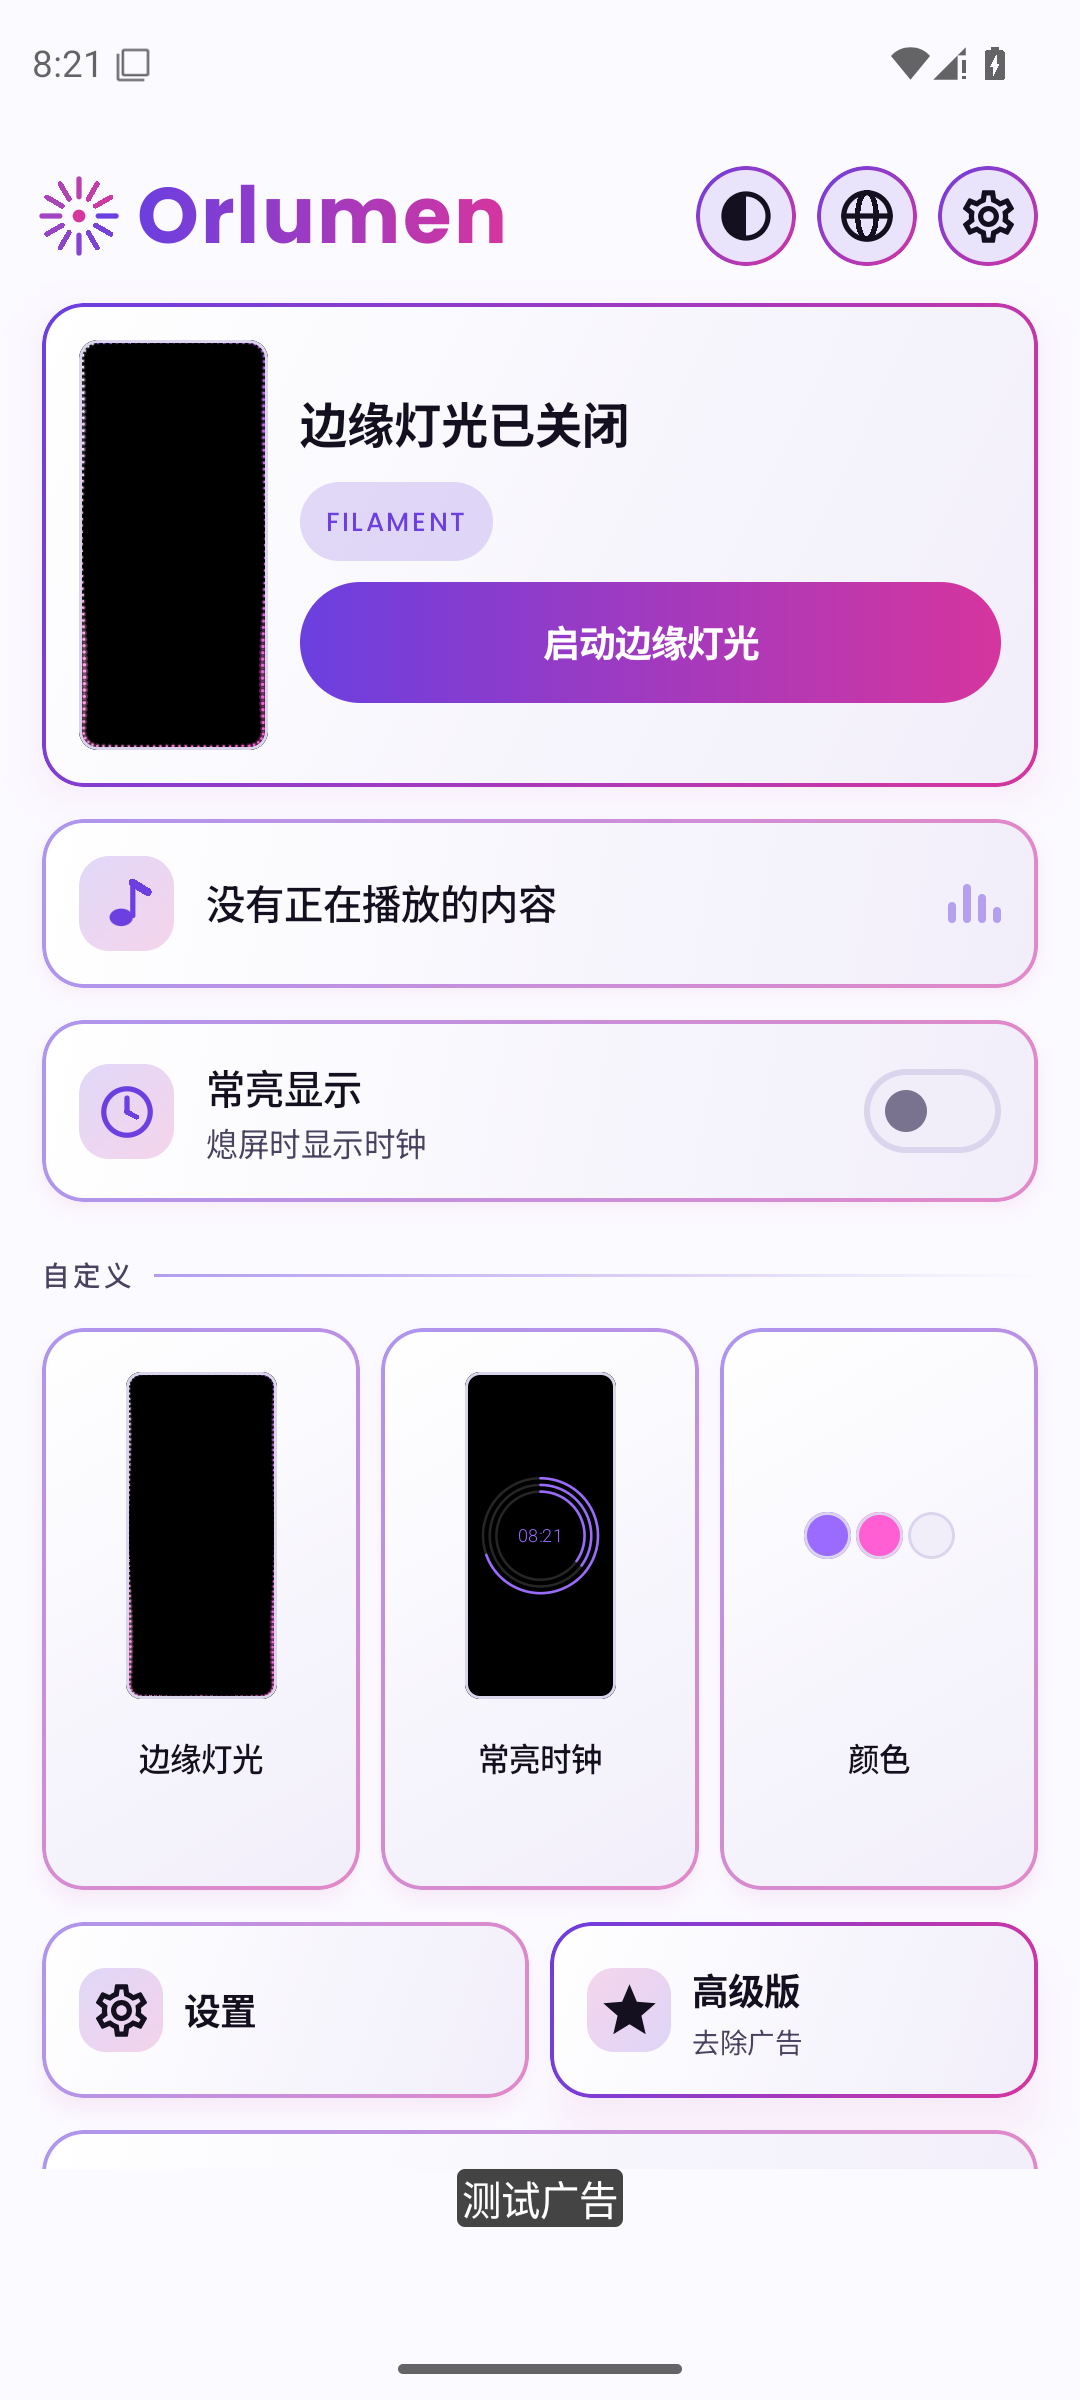 8:21
Orlumen
边缘灯光已关闭
FILAMENT
启动边缘灯光
没有正在播放的内容
常亮显示
熄屏时显示时钟
自定义
08:21
边缘灯光
常亮时钟
颜色
设置
高级版
去除广告
测试广告